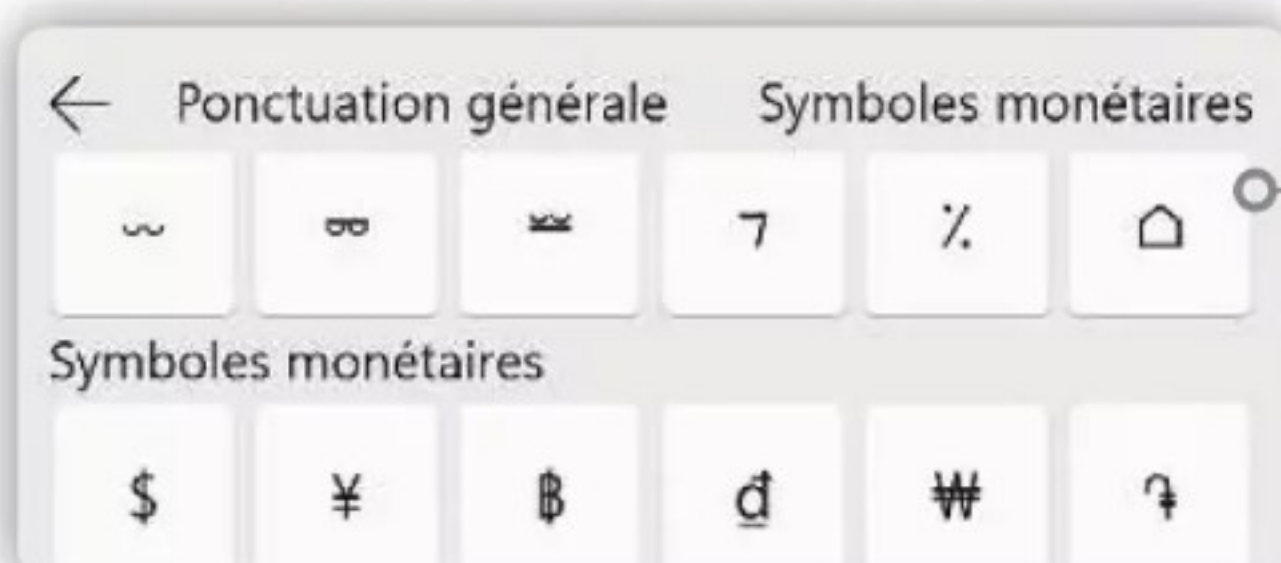 ← Ponctuation générale Symboles monétaires
⁒ ⌂
Symboles monétaires
$ ¥ ฿ ₫ ₩ ֏